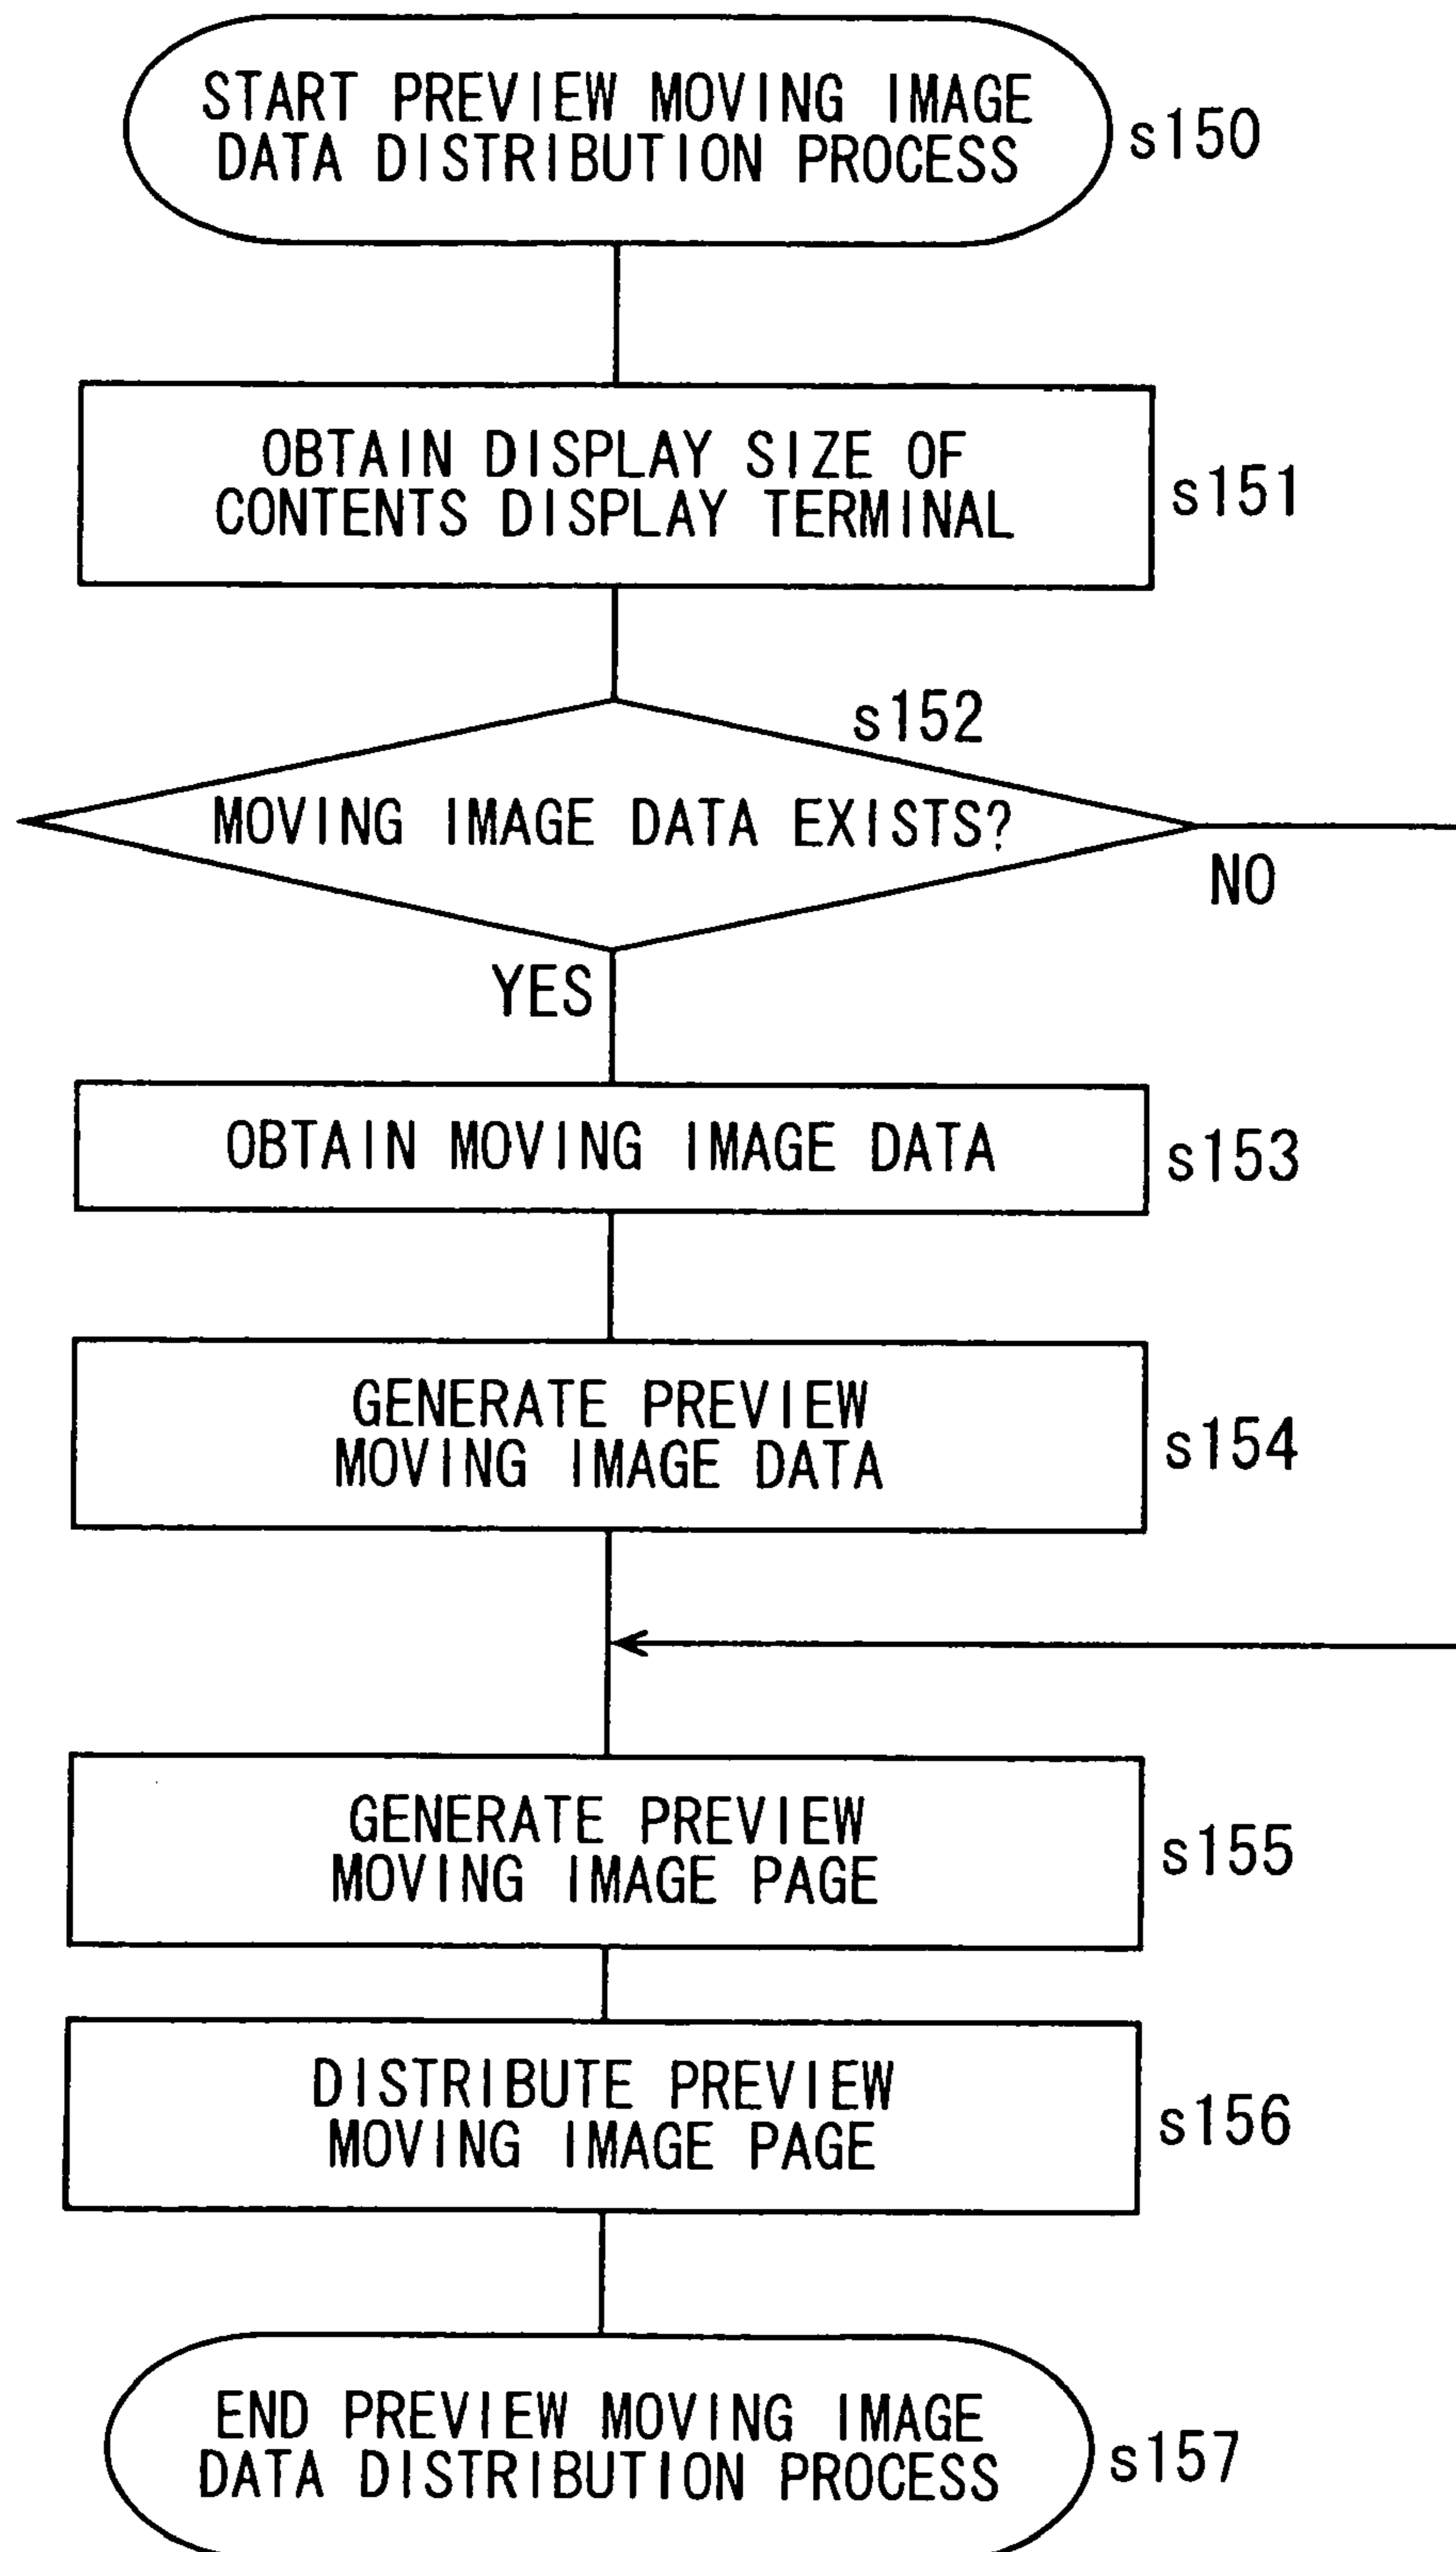 START PREVIEW MOVING IMAGE
DATA DISTRIBUTION PROCESS
s150
OBTAIN DISPLAY SIZE OF
CONTENTS DISPLAY TERMINAL
s151
s152
MOVING IMAGE DATA EXISTS?
NO
YES
OBTAIN MOVING IMAGE DATA
s153
GENERATE PREVIEW
MOVING IMAGE DATA
s154
GENERATE PREVIEW
MOVING IMAGE PAGE
s155
DISTRIBUTE PREVIEW
MOVING IMAGE PAGE
s156
END PREVIEW MOVING IMAGE
DATA DISTRIBUTION PROCESS
s157